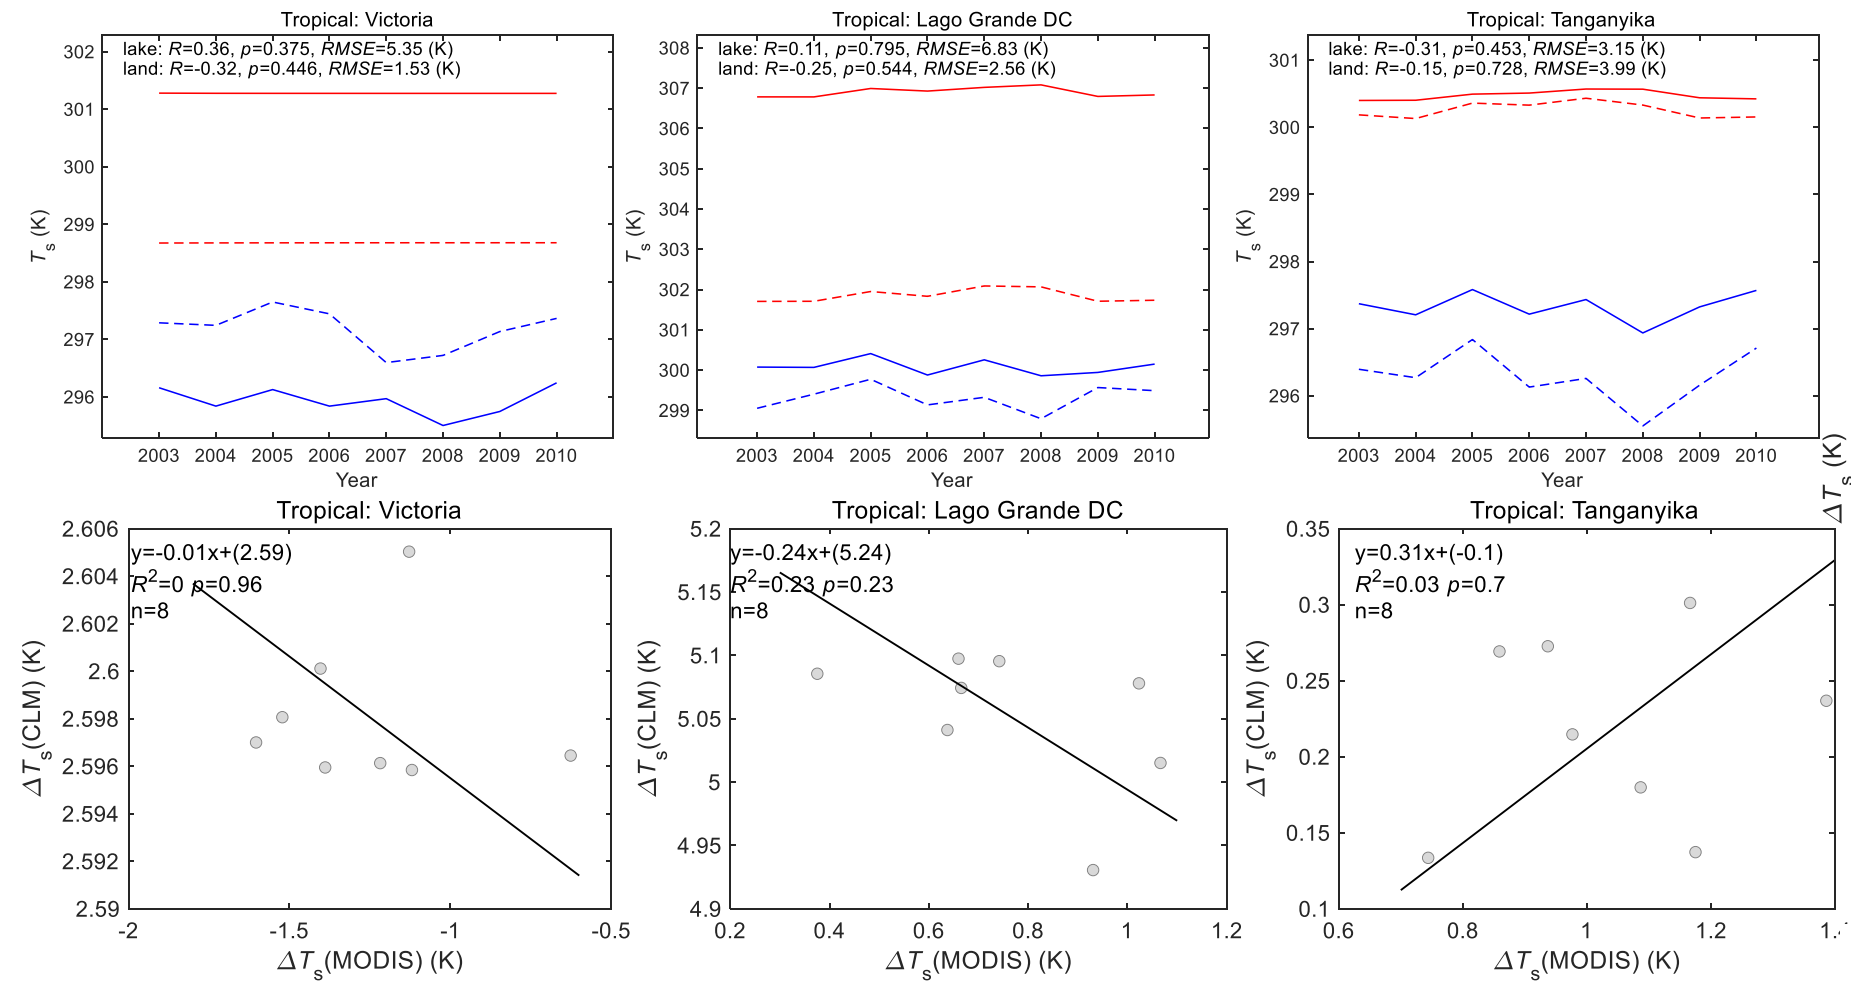 Tropical: Victoria
lake: R=0.36, p=0.375, RMSE=5.35 (K)
land: R=-0.32, p=0.446, RMSE=1.53 (K)
302
301
300
299
298
297
296
Ts (K)
2003 2004 2005 2006 2007 2008 2009 2010
Year
Tropical: Lago Grande DC
lake: R=0.11, p=0.795, RMSE=6.83 (K)
land: R=-0.25, p=0.544, RMSE=2.56 (K)
308
307
306
305
304
303
302
301
300
299
Ts (K)
2003 2004 2005 2006 2007 2008 2009 2010
Year
Tropical: Tanganyika
lake: R=-0.31, p=0.453, RMSE=3.15 (K)
land: R=-0.15, p=0.728, RMSE=3.99 (K)
301
300
299
298
297
296
Ts (K)
2003 2004 2005 2006 2007 2008 2009 2010
Year
ΔTs (K)
Tropical: Victoria
y=-0.01x+(2.59)
R2=0 p=0.96
n=8
2.606
2.604
2.602
2.6
2.598
2.596
2.594
2.592
2.59
ΔTs(CLM) (K)
-2 -1.5 -1 -0.5
ΔTs(MODIS) (K)
Tropical: Lago Grande DC
y=-0.24x+(5.24)
R2=0.23 p=0.23
n=8
5.2
5.15
5.1
5.05
5
4.95
4.9
ΔTs(CLM) (K)
0.2 0.4 0.6 0.8 1 1.2
ΔTs(MODIS) (K)
Tropical: Tanganyika
y=0.31x+(-0.1)
R2=0.03 p=0.7
n=8
0.35
0.3
0.25
0.2
0.15
0.1
ΔTs(CLM) (K)
0.6 0.8 1 1.2
ΔTs(MODIS) (K)